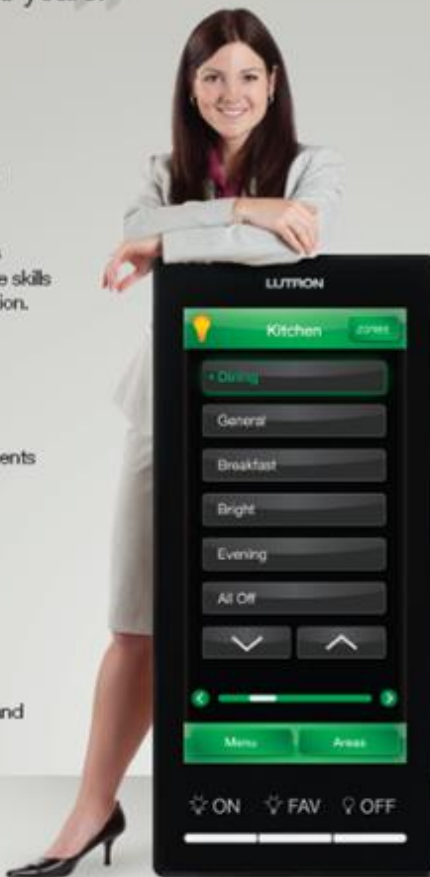 e skills
ion.
ents
nd
LUTRON
Kitchen zones
• Dining
General
Breakfast
Bright
Evening
All Off
Menu Areas
ON FAV OFF